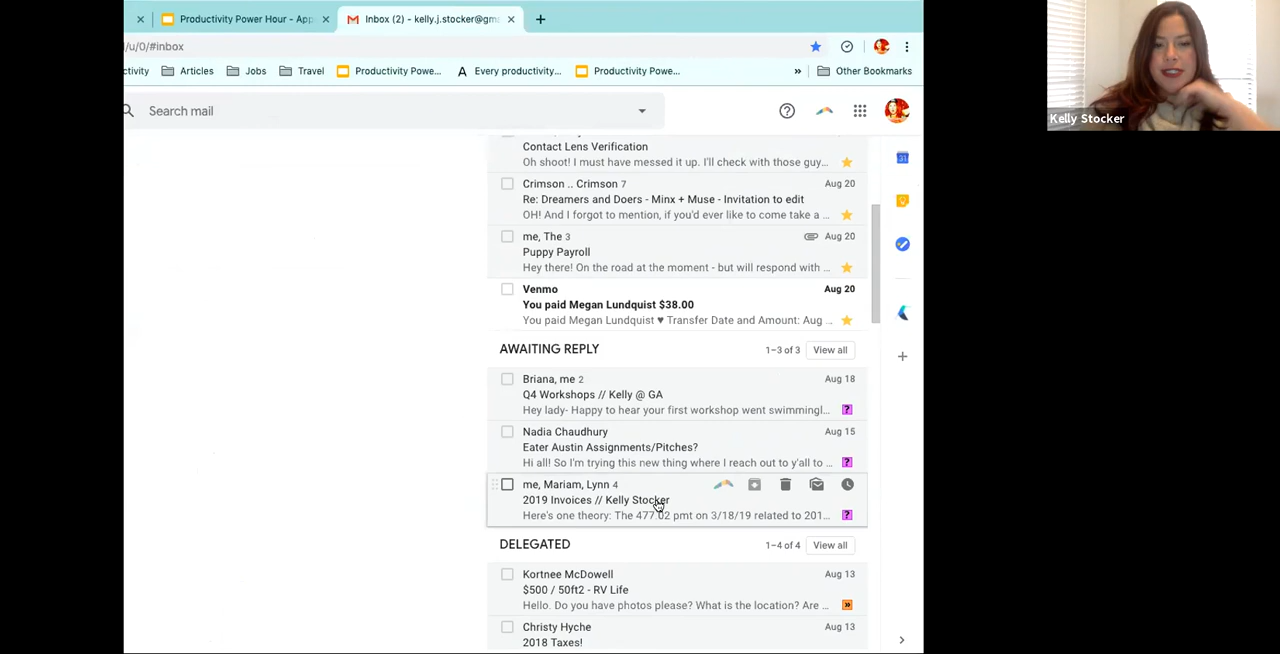 Productivity Power Hour - App
Inbox (2) - kelly.j.stocker@gm
/u/0/#inbox
ctivity
Articles
Jobs
Travel
Productivity Powe...
Every productivity...
Productivity Powe...
»
Other Bookmarks
Search mail
Kelly Stocker
Contact Lens Verification
Oh shoot! I must have messed it up. I'll check with those guy...
Crimson .. Crimson 7
Aug 20
Re: Dreamers and Doers - Minx + Muse - Invitation to edit
OH! And I forgot to mention, if you'd ever like to come take a ...
me, The 3
Aug 20
Puppy Payroll
Hey there! On the road at the moment - but will respond with ...
Venmo
Aug 20
You paid Megan Lundquist $38.00
You paid Megan Lundquist ♥ Transfer Date and Amount: Aug ...
AWAITING REPLY
1–3 of 3
View all
Briana, me 2
Aug 18
Q4 Workshops // Kelly @ GA
Hey lady- Happy to hear your first workshop went swimmingl...
Nadia Chaudhury
Aug 15
Eater Austin Assignments/Pitches?
Hi all! So I'm trying this new thing where I reach out to y'all to ...
me, Mariam, Lynn 4
2019 Invoices // Kelly Stocker
Here's one theory: The 477.02 pmt on 3/18/19 related to 201...
DELEGATED
1–4 of 4
View all
Kortnee McDowell
Aug 13
$500 / 50ft2 - RV Life
Hello. Do you have photos please? What is the location? Are ...
Christy Hyche
Aug 13
2018 Taxes!